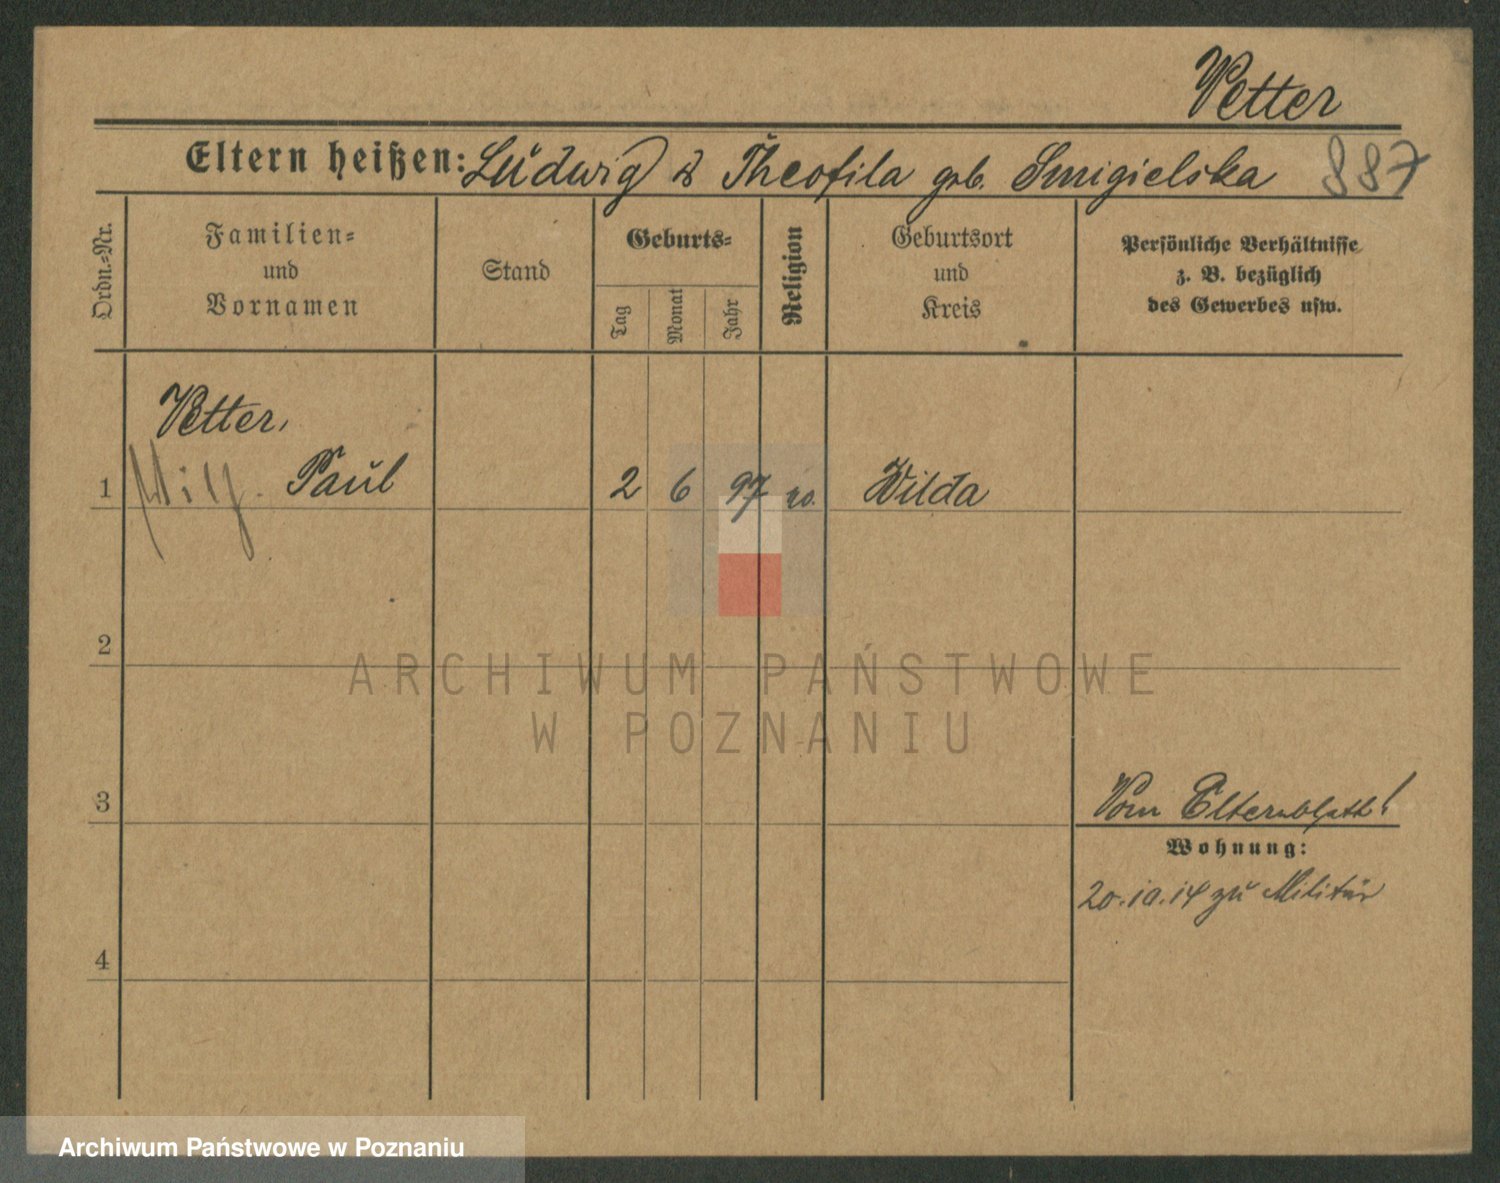 Vetter
Eltern heißen: Ludwig & Theofila geb. Smigielska 887
Ordn.-Nr.
Familien-
und
Vornamen
Stand
Geburts-
Tag
Monat
Jahr
Religion
Geburtsort
und
Kreis
Persönliche Verhältnisse
z. B. bezüglich
des Gewerbes usw.
Vetter,
1 Paul 2 6 97 Wilda
2
3
4
Vom Elternblatt!
Wohnung:
20.10.14 zu Militär
ARCHIWUM PAŃSTWOWE
W POZNANIU
Archiwum Państwowe w Poznaniu